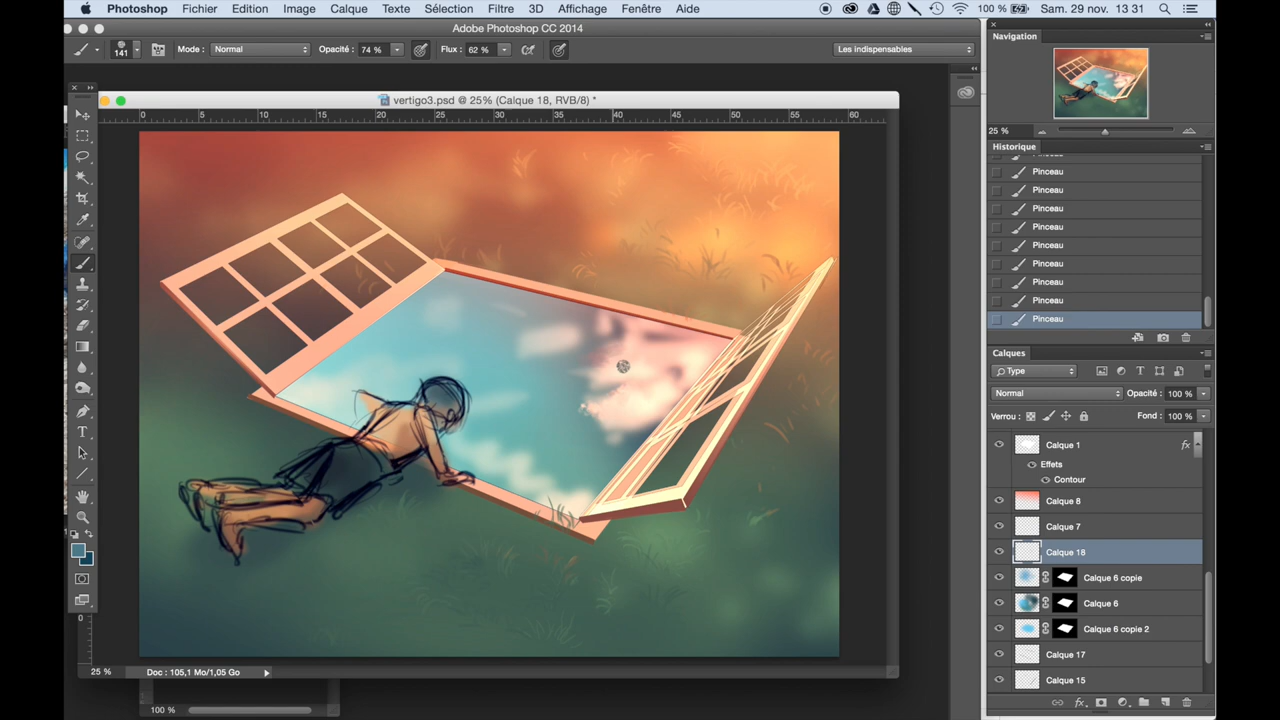 Photoshop Fichier Edition Image Calque Texte Sélection Filtre 3D Affichage Fenêtre Aide 100 % Sam. 29 nov. 13 31
Adobe Photoshop CC 2014
141 Mode : Normal Opacité : 74 % Flux : 62 % Les indispensables
vertigo3.psd @ 25% (Calque 18, RVB/8) *
0 5 10 15 20 25 30 35 40 45 50 55 60
25 % Doc : 105,1 Mo/1,05 Go
100 %
Navigation
25 %
Historique
Pinceau
Pinceau
Pinceau
Pinceau
Pinceau
Pinceau
Pinceau
Pinceau
Pinceau
Calques
Type
Normal Opacité : 100 %
Verrou : Fond : 100 %
Calque 1 fx
Effets
Contour
Calque 8
Calque 7
Calque 18
Calque 6 copie
Calque 6
Calque 6 copie 2
Calque 17
Calque 15
fx